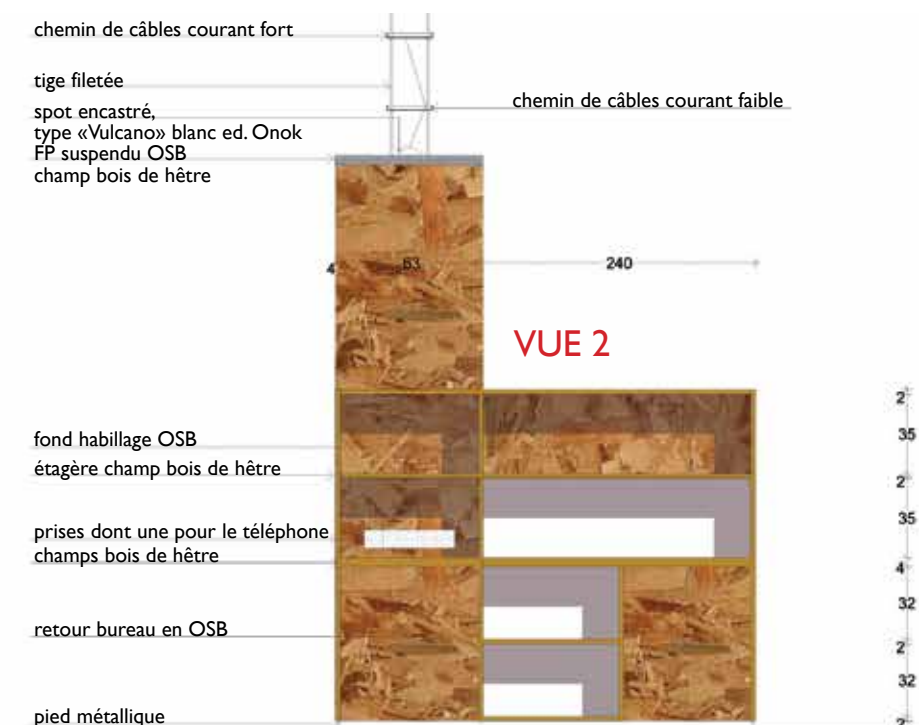 chemin de câbles courant fort
tige filetée
chemin de câbles courant faible
spot encastré,
type «Vulcano» blanc ed. Onok
FP suspendu OSB
champ bois de hêtre
4 63 240
VUE 2
2
35
fond habillage OSB
étagère champ bois de hêtre
2
35
prises dont une pour le téléphone
champs bois de hêtre
4
32
retour bureau en OSB
2
32
pied métallique